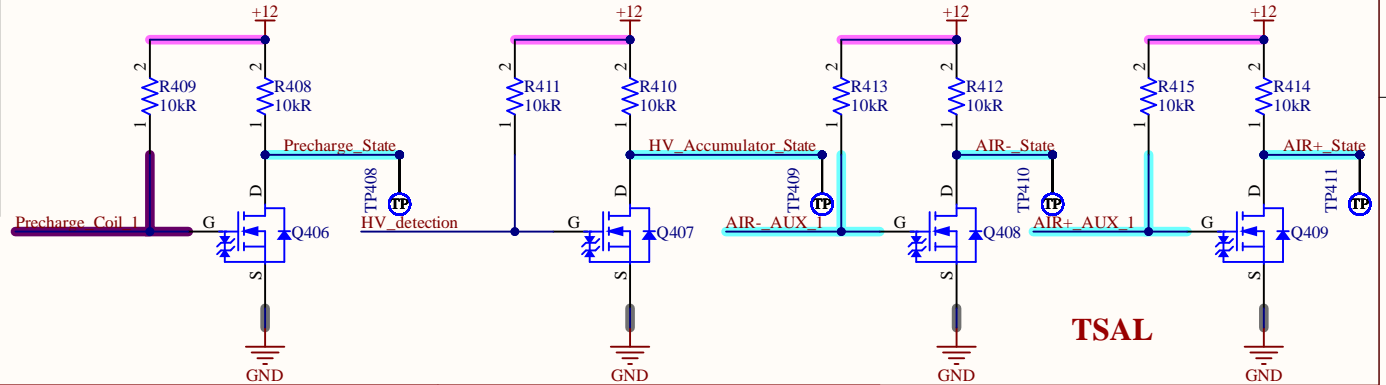 +12 +12 +12 +12
2 2 2 2 2 2 2 2
R409 R408 R411 R410 R413 R412 R415 R414
10kR 10kR 10kR 10kR 10kR 10kR 10kR 10kR
1 1 1 1 1 1 1 1
Precharge_State HV_Accumulator_State AIR-_State AIR+_State
TP408 TP409 TP410 TP411
D D D D
TP TP TP TP
Precharge_Coil_1 HV_detection AIR-_AUX_1 AIR+_AUX_1
G G G G
Q406 Q407 Q408 Q409
S S S S
TSAL
GND GND GND GND